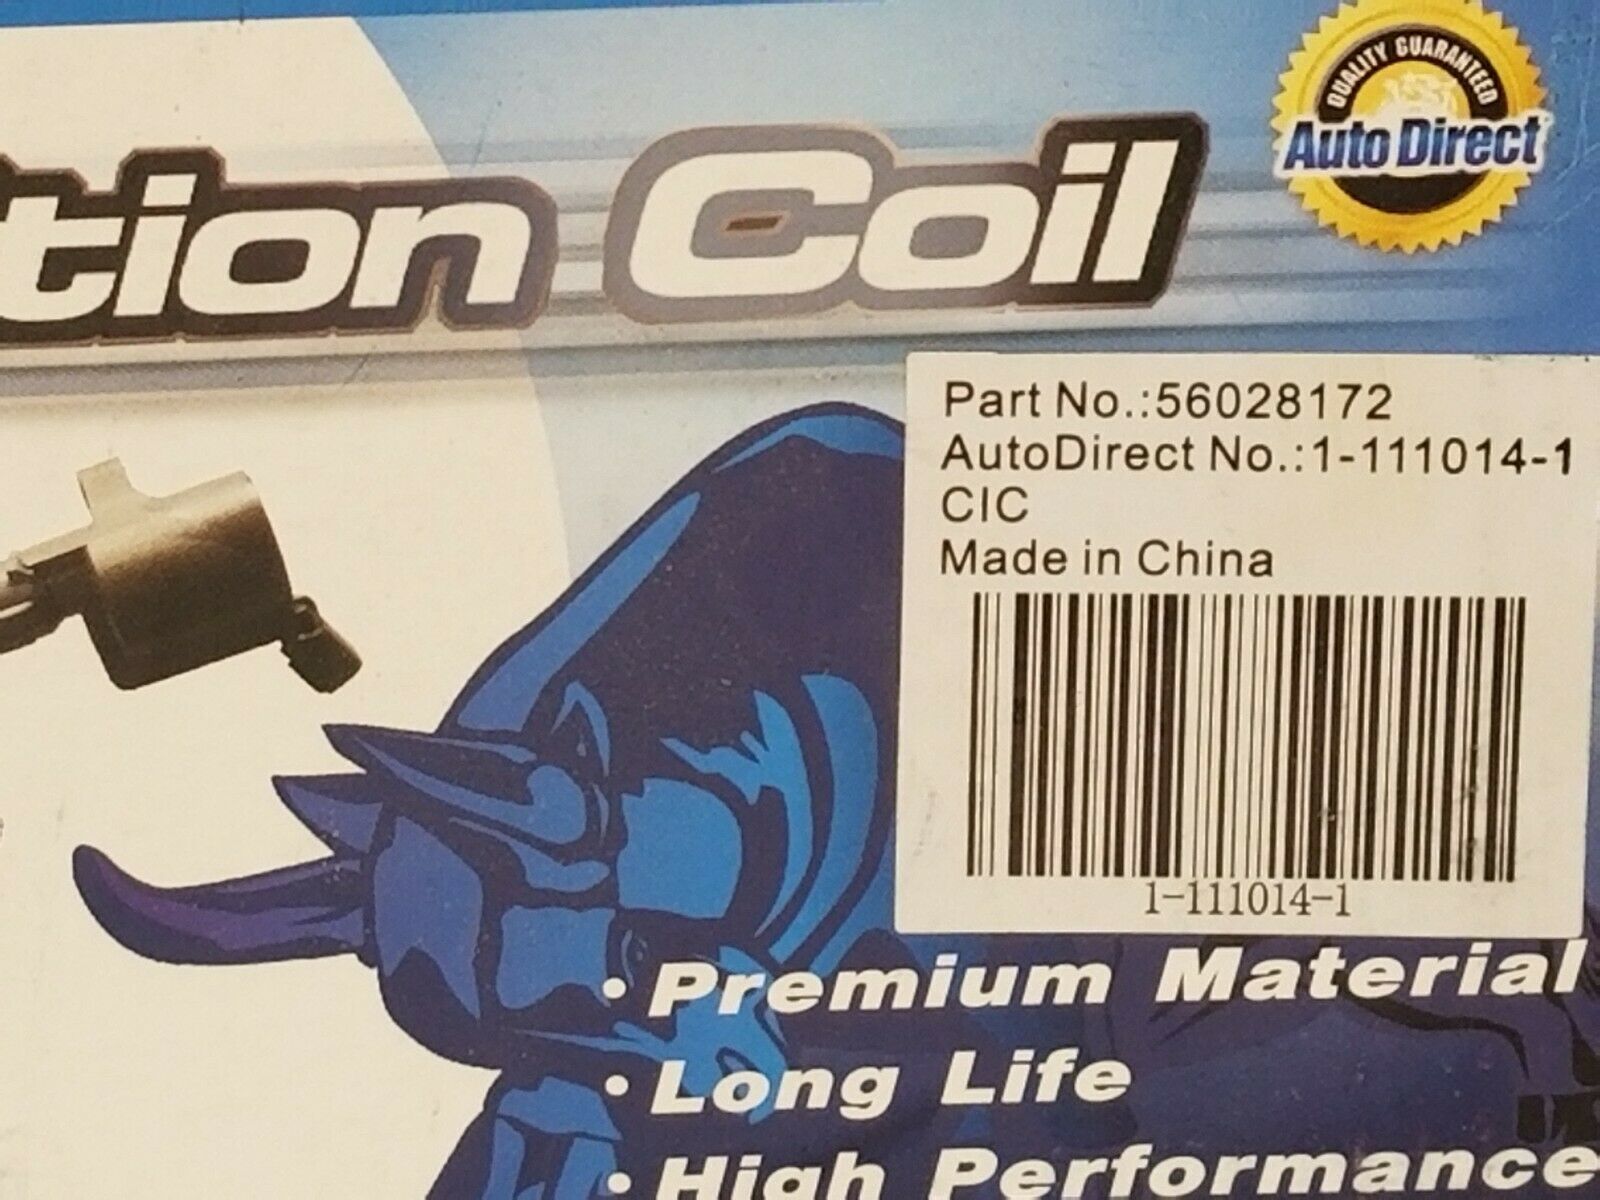 QUALITY GUARANTEED
Auto Direct
tion Coil
Part No.:56028172
AutoDirect No.:1-111014-1
CIC
Made in China
1-111014-1
• Premium Material
• Long Life
• High Performance